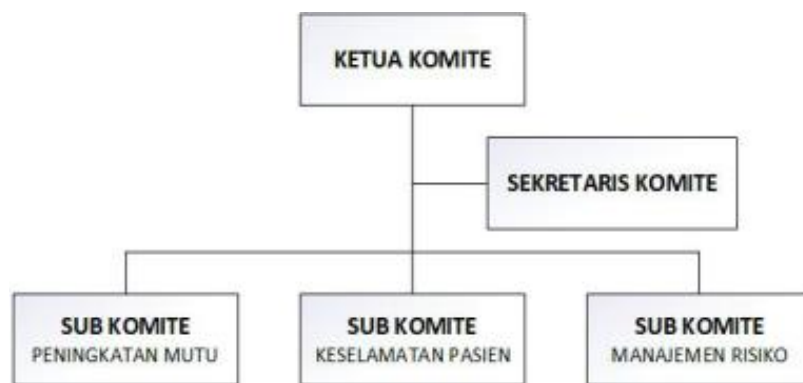 KETUA KOMITE
SEKRETARIS KOMITE
SUB KOMITE
PENINGKATAN MUTU
SUB KOMITE
KESELAMATAN PASIEN
SUB KOMITE
MANAJEMEN RISIKO